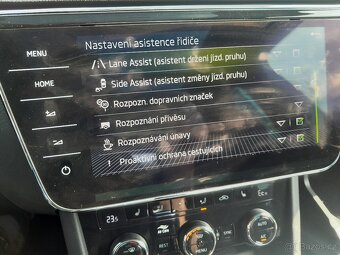 Nastavení asistence řidiče
MENU
Lane Assist (asistent držení jízd. pruhu)
Side Assist (asistent změny jízd. pruhu)
HOME
Rozpozn. dopravních značek
Rozpoznání přívěsu
Rozpoznávání únavy
Proaktivní ochrana cestujících
23.5
AUTO